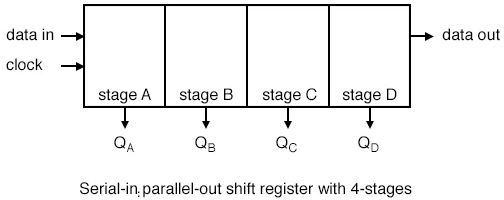 data in
data out
clock
stage A stage B stage C stage D
QA QB QC QD
Serial-in, parallel-out shift register with 4-stages